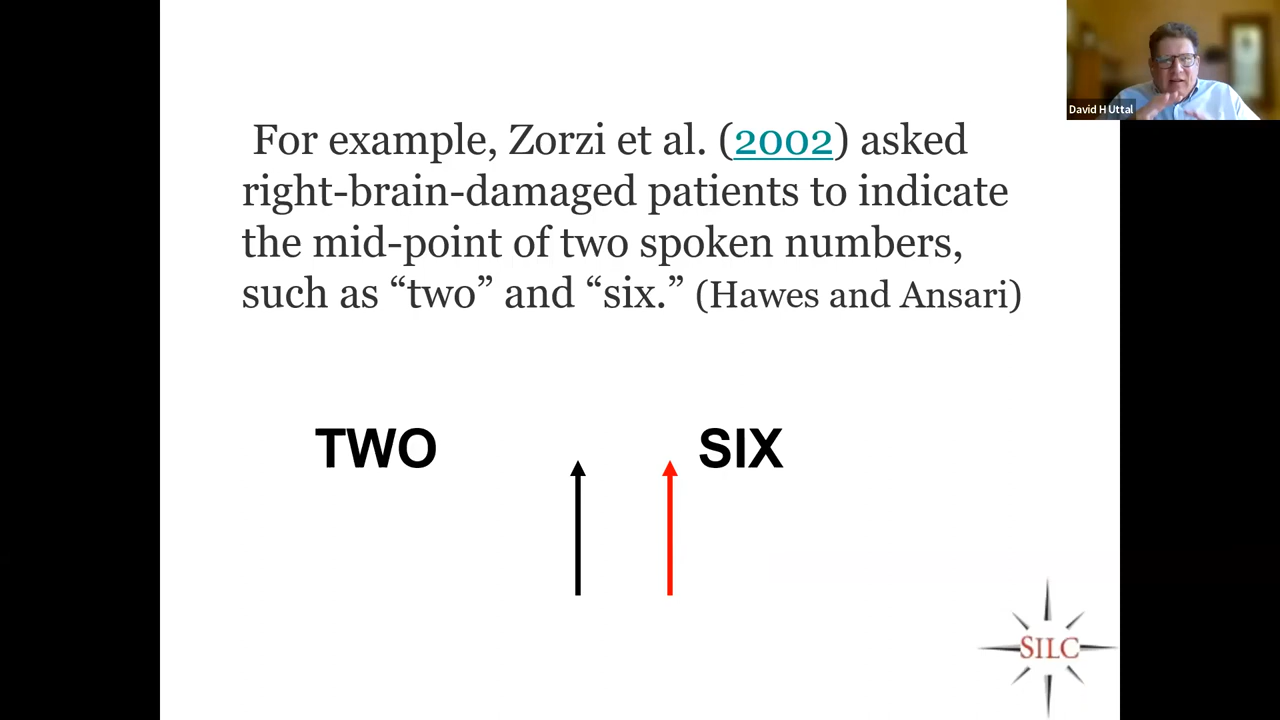 David H Uttal
For example, Zorzi et al. (2002) asked
right-brain-damaged patients to indicate
the mid-point of two spoken numbers,
such as “two” and “six.” (Hawes and Ansari)
TWO SIX
SILC